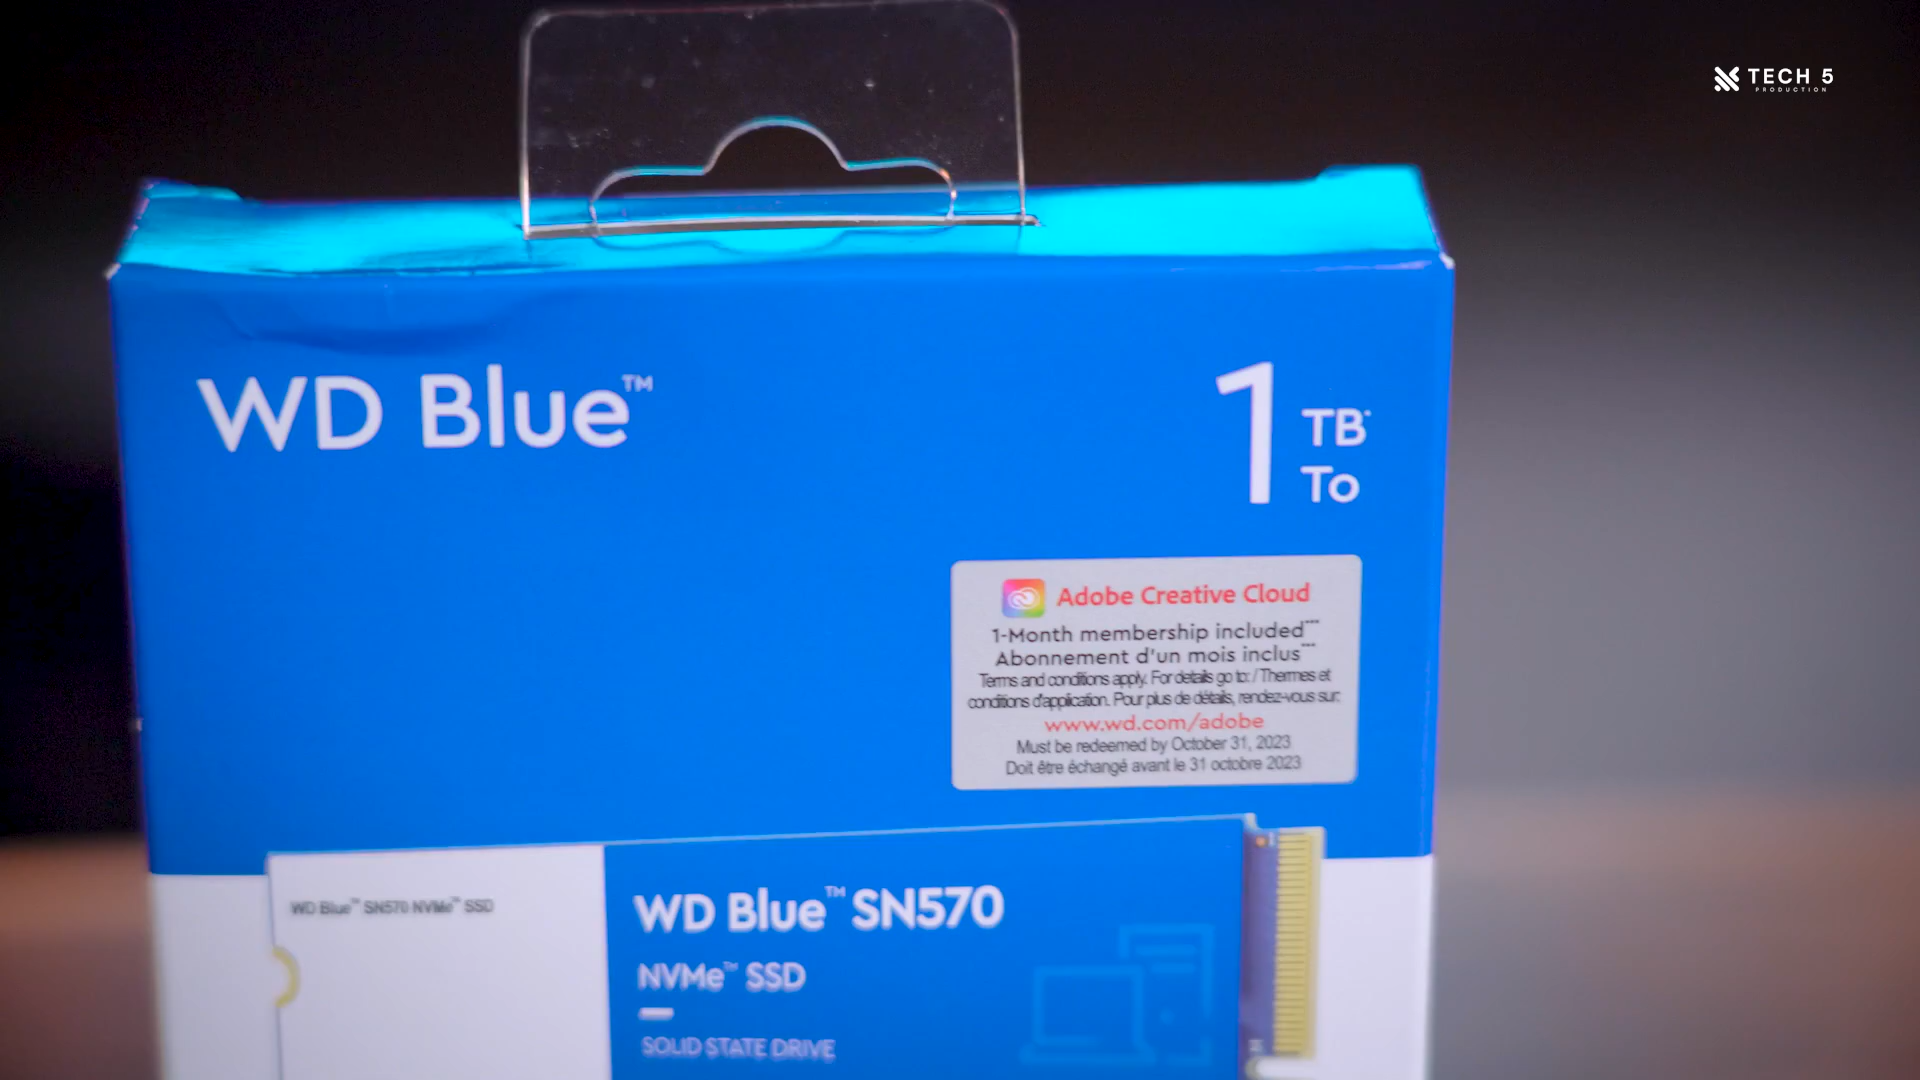 TECH 5
PRODUCTION
WD Blue™
1 TB*
To
Adobe Creative Cloud
1-Month membership included***
Abonnement d'un mois inclus***
Terms and conditions apply. For details go to: / Thermes et
conditions d'application. Pour plus de détails, rendez-vous sur:
www.wd.com/adobe
Must be redeemed by October 31, 2023
Doit être échangé avant le 31 octobre 2023
WD Blue™ SN570 NVMe™ SSD
WD Blue™ SN570
NVMe™ SSD
SOLID STATE DRIVE